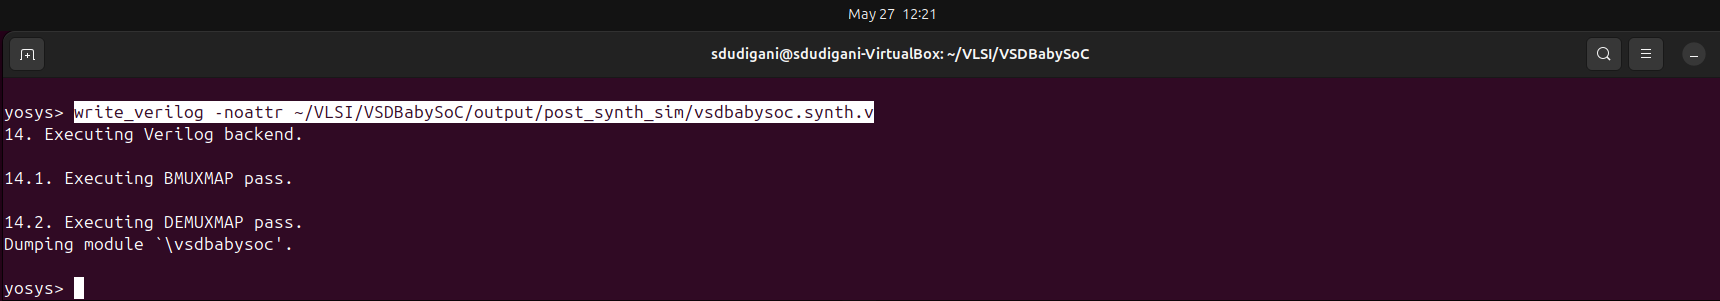 May 27 12:21
sdudigani@sdudigani-VirtualBox: ~/VLSI/VSDBabySoC
yosys> write_verilog -noattr ~/VLSI/VSDBabySoC/output/post_synth_sim/vsdbabysoc.synth.v
14. Executing Verilog backend.
14.1. Executing BMUXMAP pass.
14.2. Executing DEMUXMAP pass.
Dumping module `\vsdbabysoc'.
yosys>